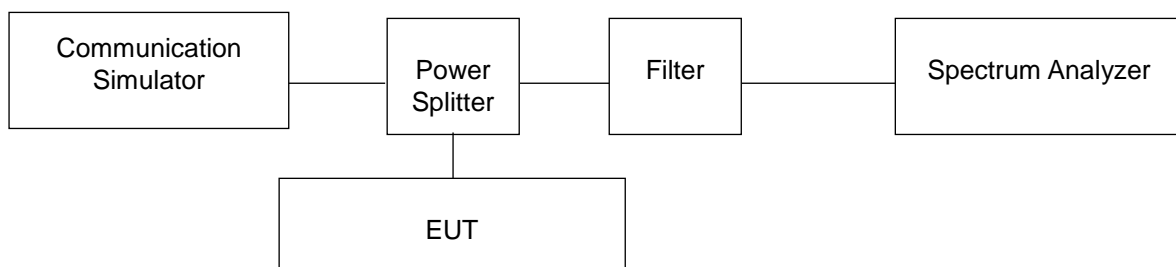 Communication
Simulator
Power
Splitter
Filter
Spectrum Analyzer
EUT